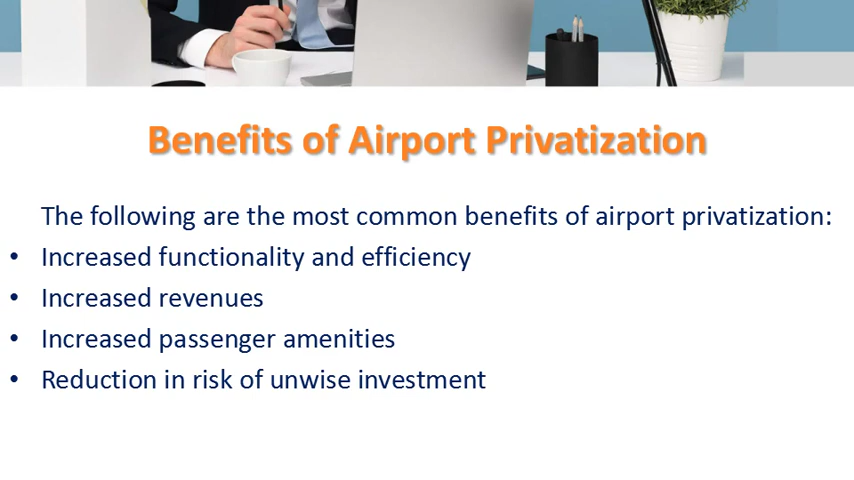 Benefits of Airport Privatization
The following are the most common benefits of airport privatization:
• Increased functionality and efficiency
• Increased revenues
• Increased passenger amenities
• Reduction in risk of unwise investment